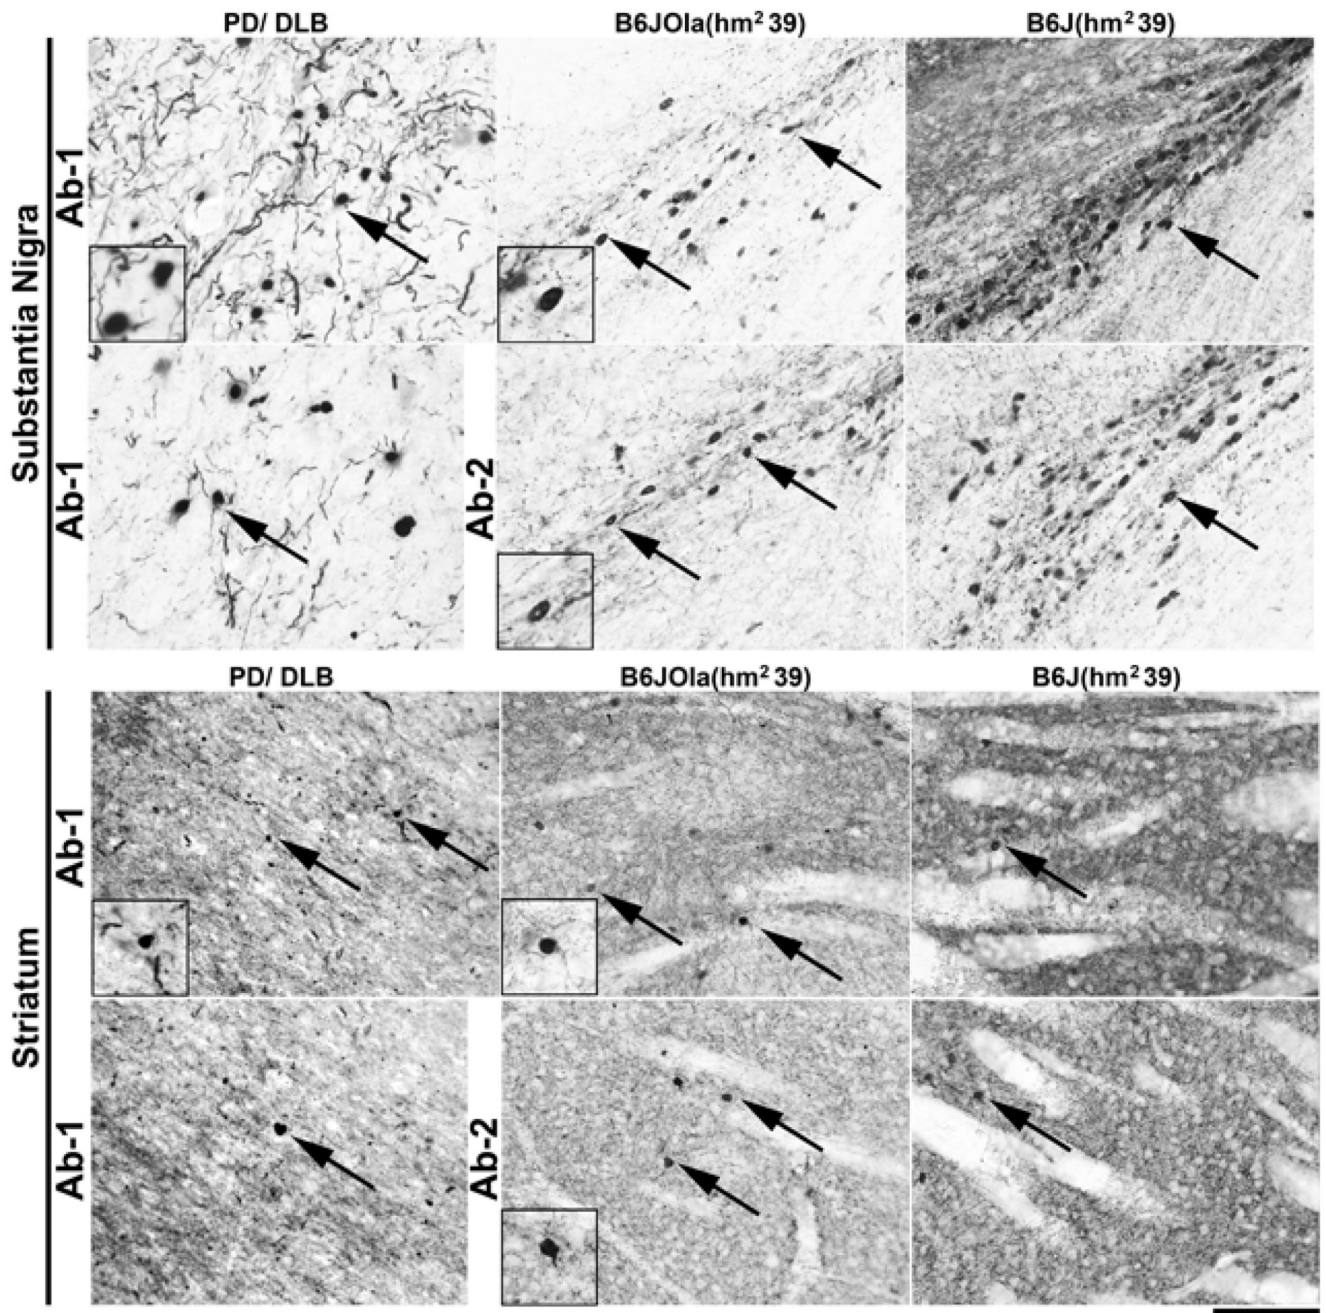 PD/ DLB
B6JOla(hm² 39)
B6J(hm² 39)
Substantia Nigra
Ab-1
Ab-1
Ab-2
PD/ DLB
B6JOla(hm² 39)
B6J(hm² 39)
Striatum
Ab-1
Ab-1
Ab-2